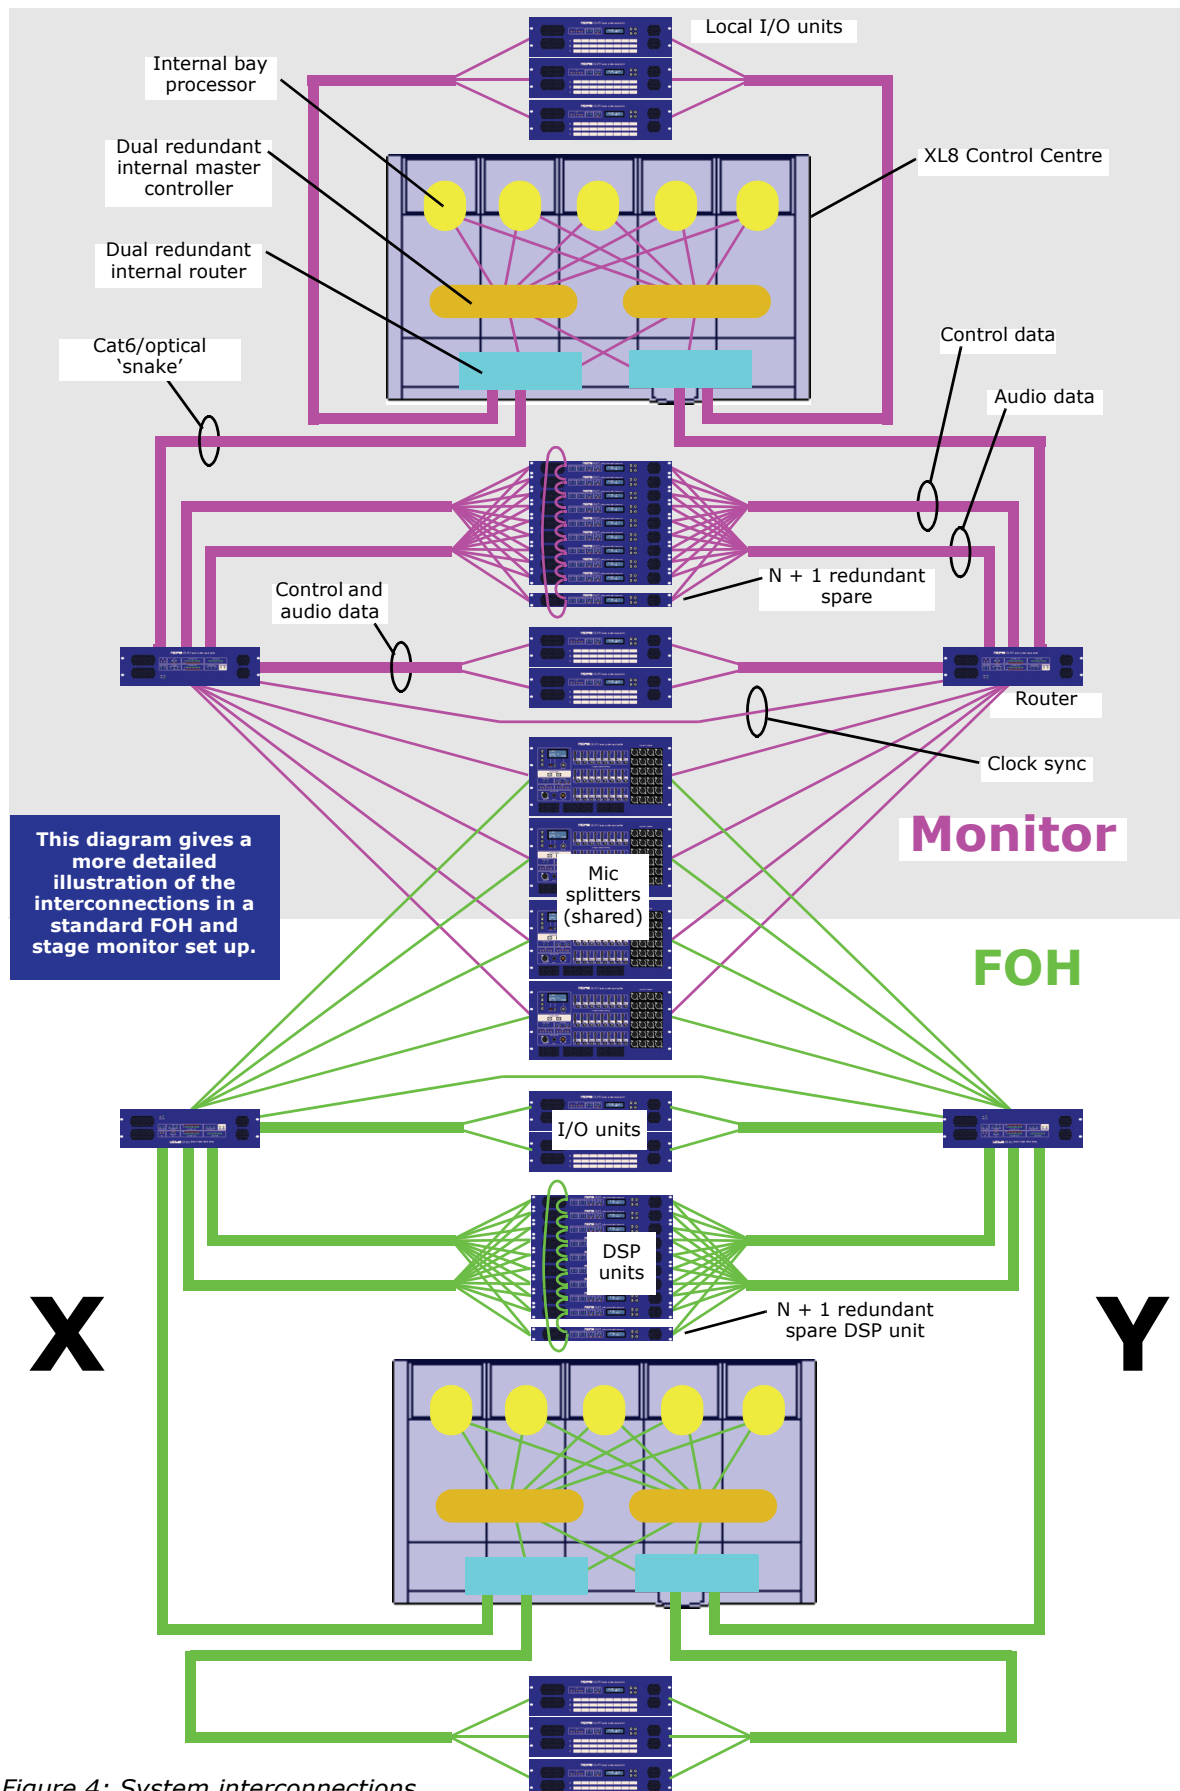 Local I/O units
Internal bay
processor
Dual redundant
internal master
controller
XL8 Control Centre
Dual redundant
internal router
Cat6/optical
‘snake’
Control data
Audio data
N + 1 redundant
spare
Control and
audio data
Router
Clock sync
Monitor
This diagram gives a
more detailed
illustration of the
interconnections in a
standard FOH and
stage monitor set up.
Mic
splitters
(shared)
FOH
I/O units
DSP
units
X
Y
N + 1 redundant
spare DSP unit
Figure 4: System interconnections